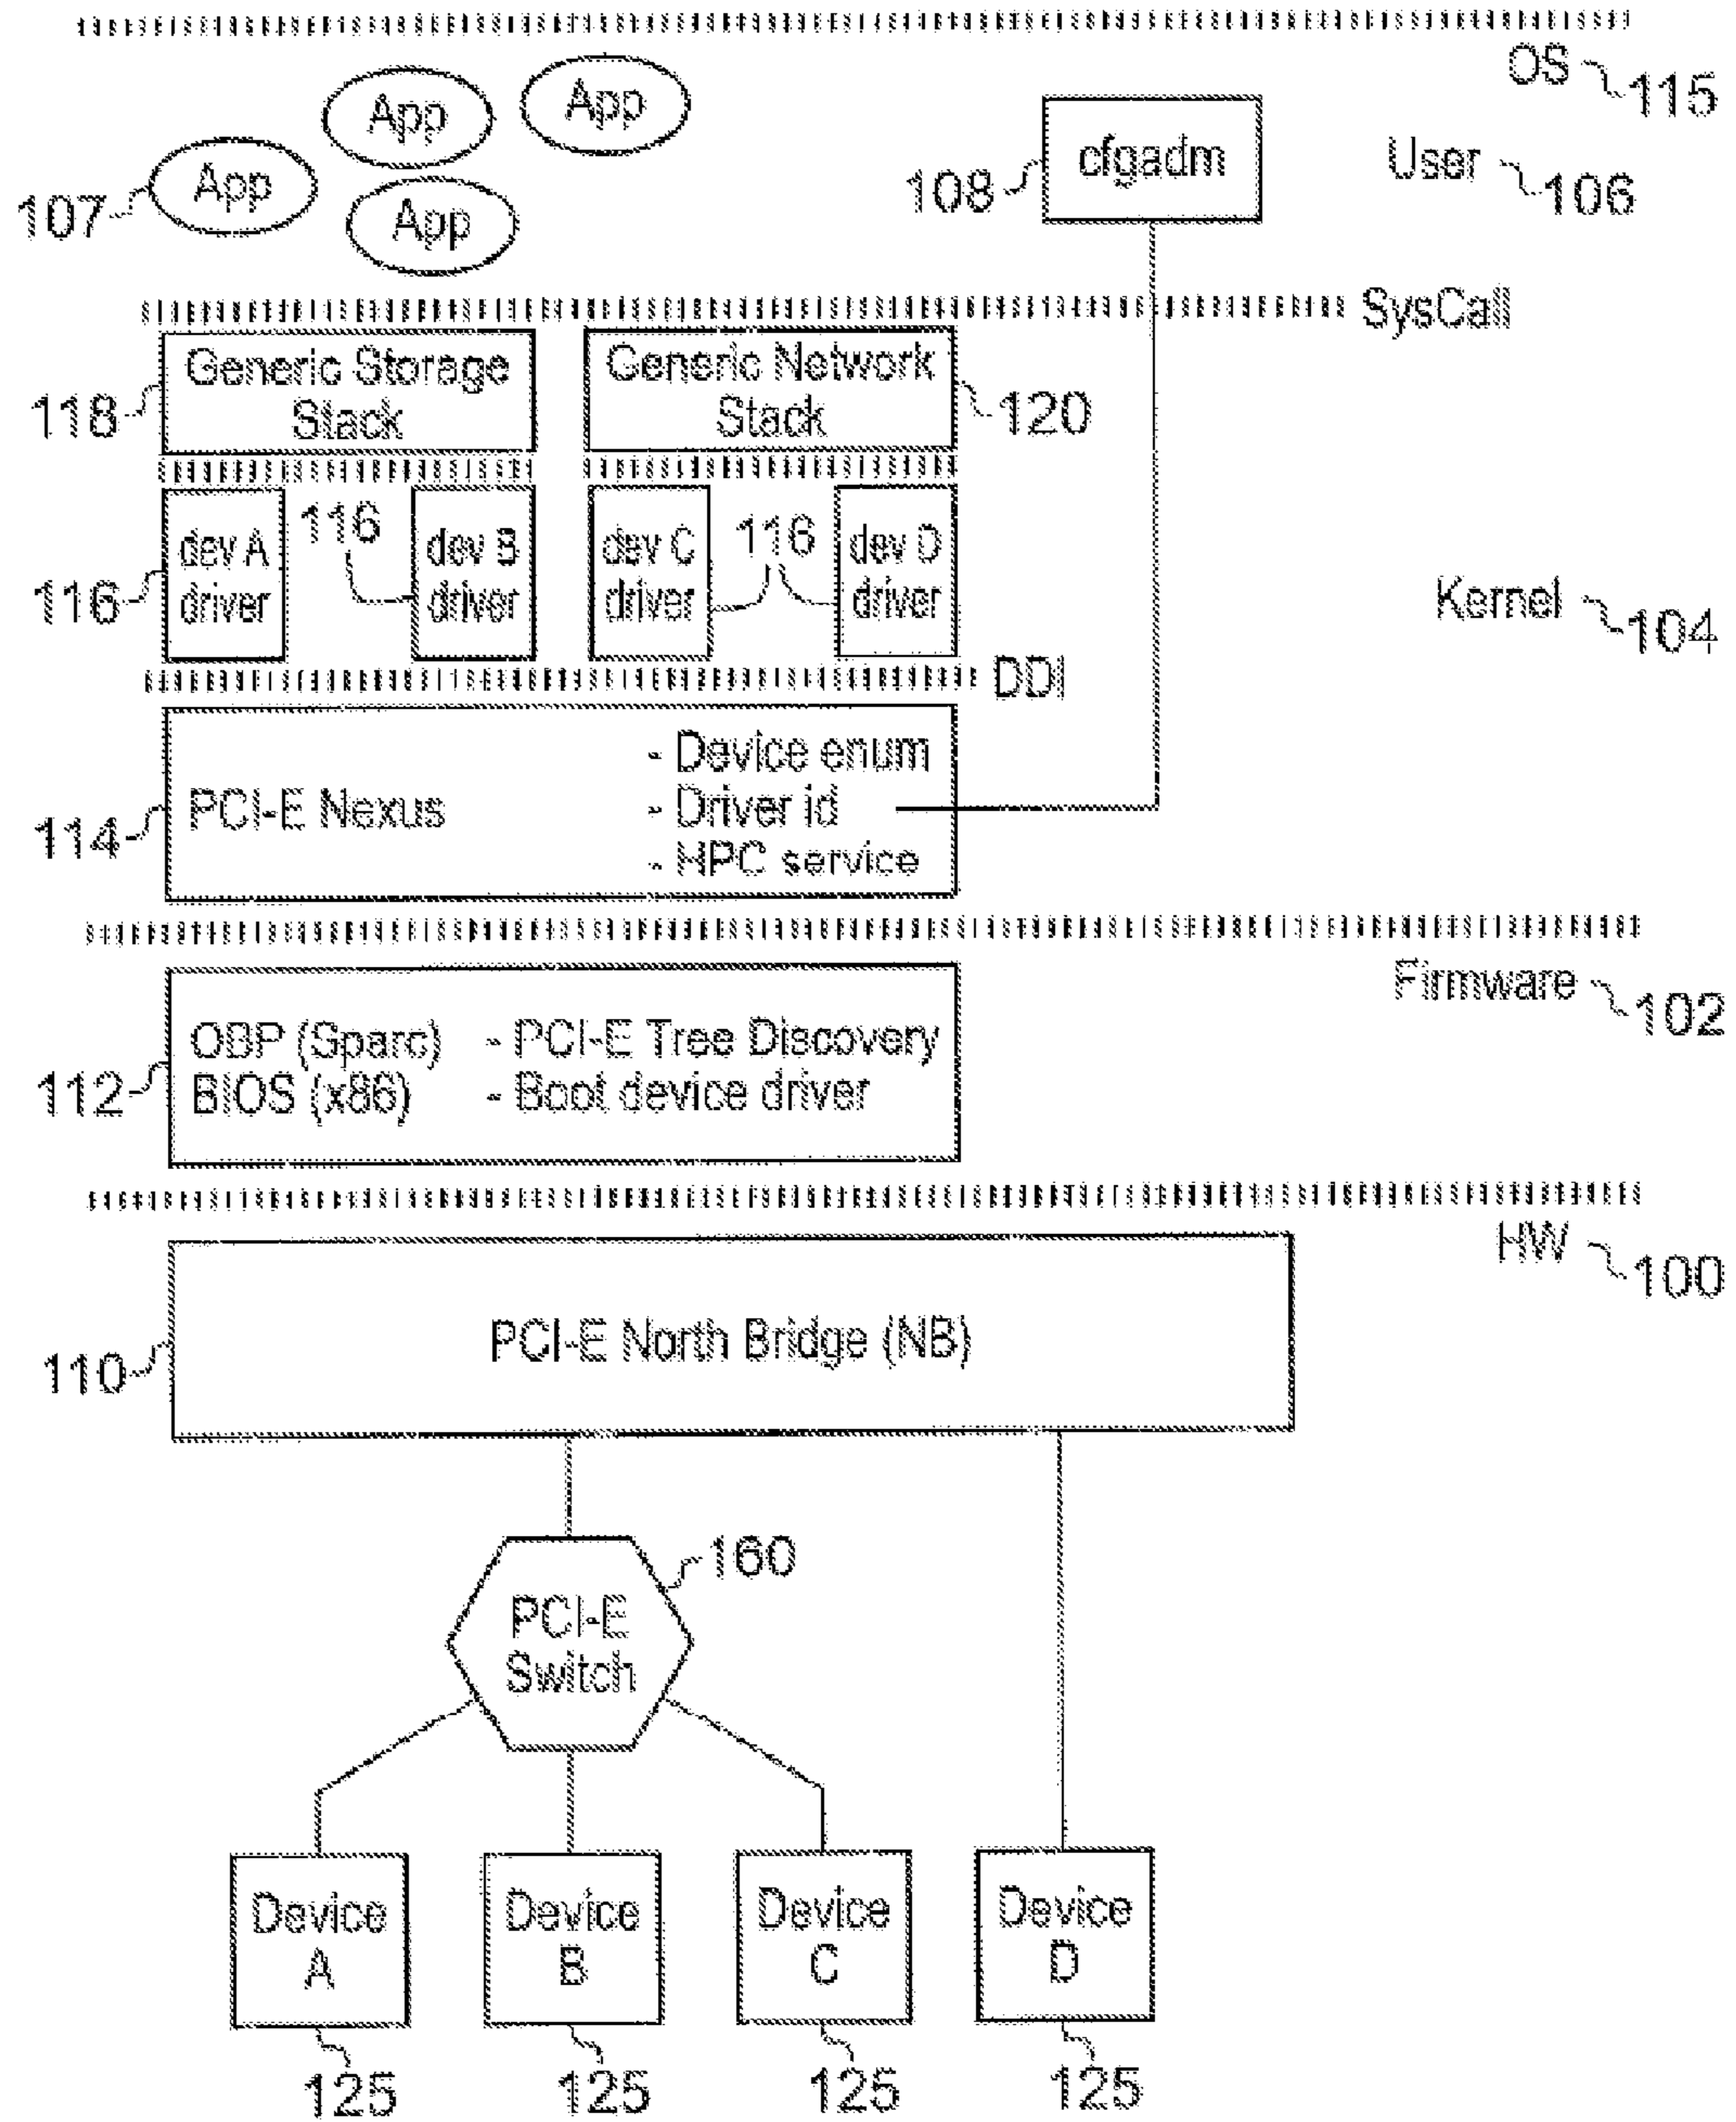 OS 115
App
App
App
App
107
108
cfgadm
User 106
SysCall
Generic Storage
Stack
118
Generic Network
Stack
120
dev A
driver
116
116
dev B
driver
dev C
driver
116
dev D
driver
Kernel 104
DDI
114
PCI-E Nexus
- Device enum
- Driver id
- HPC service
Firmware 102
112
OBP (Sparc) - PCI-E Tree Discovery
BIOS (x86) - Boot device driver
HW 100
110
PCI-E North Bridge (NB)
160
PCI-E
Switch
Device
A
Device
B
Device
C
Device
D
125
125
125
125